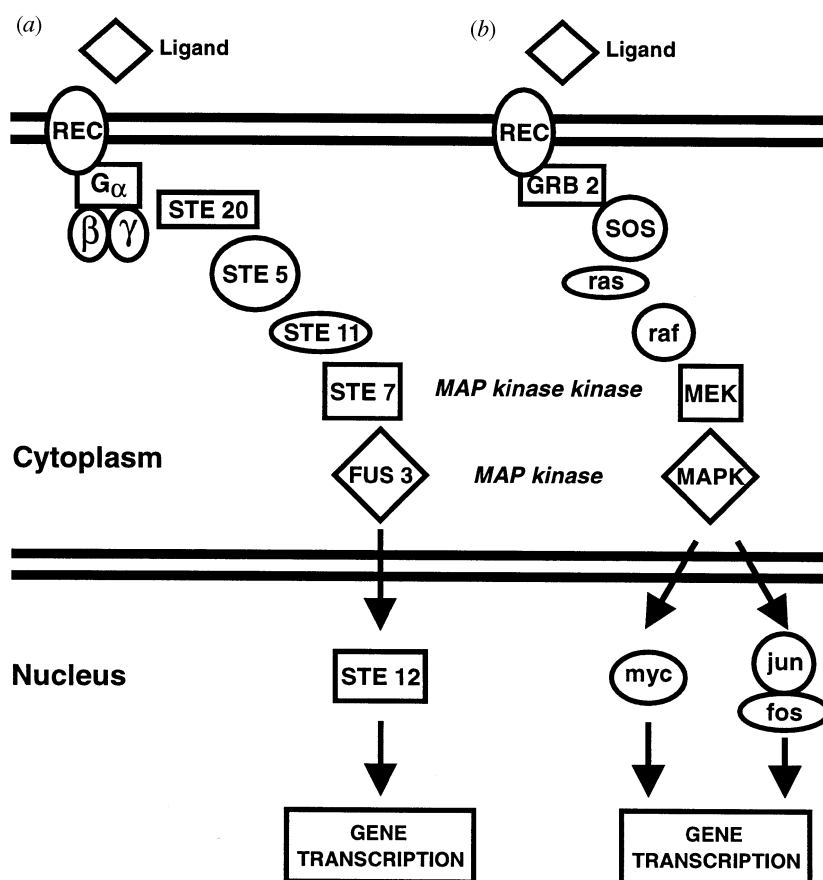 (a)
Ligand
REC
Gα
β γ
STE 20
STE 5
STE 11
STE 7
FUS 3
STE 12
GENE
TRANSCRIPTION
(b)
Ligand
REC
GRB 2
SOS
ras
raf
MAP kinase kinase
MEK
MAP kinase
MAPK
myc
jun
fos
GENE
TRANSCRIPTION
Cytoplasm
Nucleus